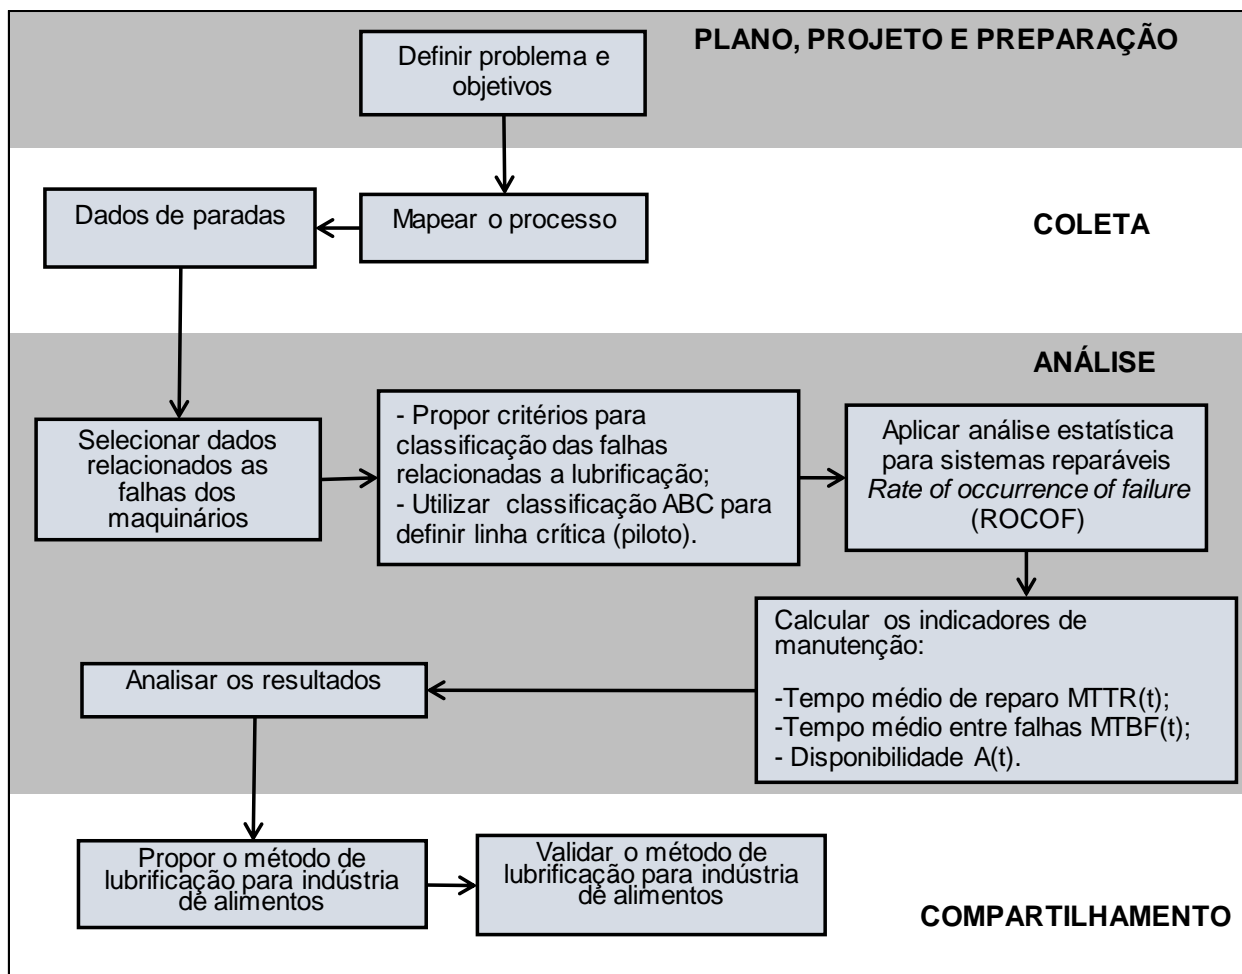 PLANO, PROJETO E PREPARAÇÃO
Definir problema e
objetivos
Dados de paradas
Mapear o processo
COLETA
ANÁLISE
Selecionar dados
relacionados as
falhas dos
maquinários
- Propor critérios para
classificação das falhas
relacionadas a lubrificação;
- Utilizar classificação ABC para
definir linha crítica (piloto).
Aplicar análise estatística
para sistemas reparáveis
Rate of occurrence of failure
(ROCOF)
Calcular os indicadores de
manutenção:
-Tempo médio de reparo MTTR(t);
-Tempo médio entre falhas MTBF(t);
- Disponibilidade A(t).
Analisar os resultados
Propor o método de
lubrificação para indústria
de alimentos
Validar o método de
lubrificação para indústria
de alimentos
COMPARTILHAMENTO